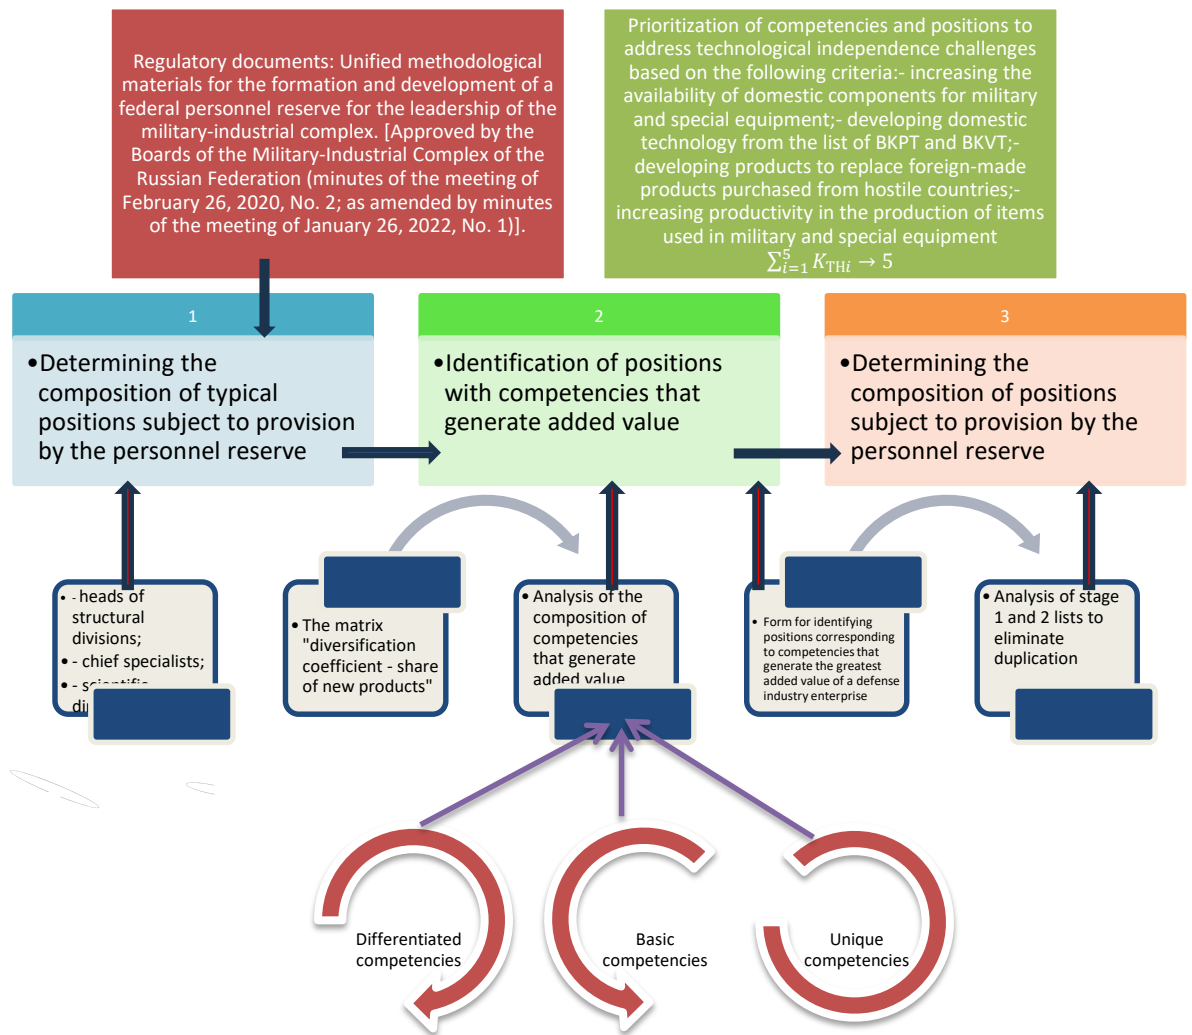 Regulatory documents: Unified methodological
materials for the formation and development of
a federal personnel reserve for the leadership of the
military-industrial complex. [Approved by the
Boards of the Military-Industrial Complex of the
Russian Federation (minutes of the meeting of
February 26, 2020, No. 2; as amended by minutes
of the meeting of January 26, 2022, No. 1)].
Prioritization of competencies and positions to
address technological independence challenges
based on the following criteria:- increasing the
availability of domestic components for military
and special equipment;- developing domestic
technology from the list of BKPT and BKVT;-
developing products to replace foreign-made
products purchased from hostile countries;-
increasing productivity in the production of items
used in military and special equipment
∑_{i=1}^{5} K_{THi} → 5
1
•Determining the
composition of typical
positions subject to provision
by the personnel reserve
2
•Identification of positions
with competencies that
generate added value
3
•Determining the
composition of positions
subject to provision by the
personnel reserve
• - heads of
structural
divisions;
• - chief specialists;
• -
• The matrix
"diversification
coefficient - share
of new products"
• Analysis of the
composition of
competencies
that generate
added value
• Form for identifying
positions corresponding
to competencies that
generate the greatest
added value of a defense
industry enterprise
• Analysis of stage
1 and 2 lists to
eliminate
duplication
Differentiated
competencies
Basic
competencies
Unique
competencies